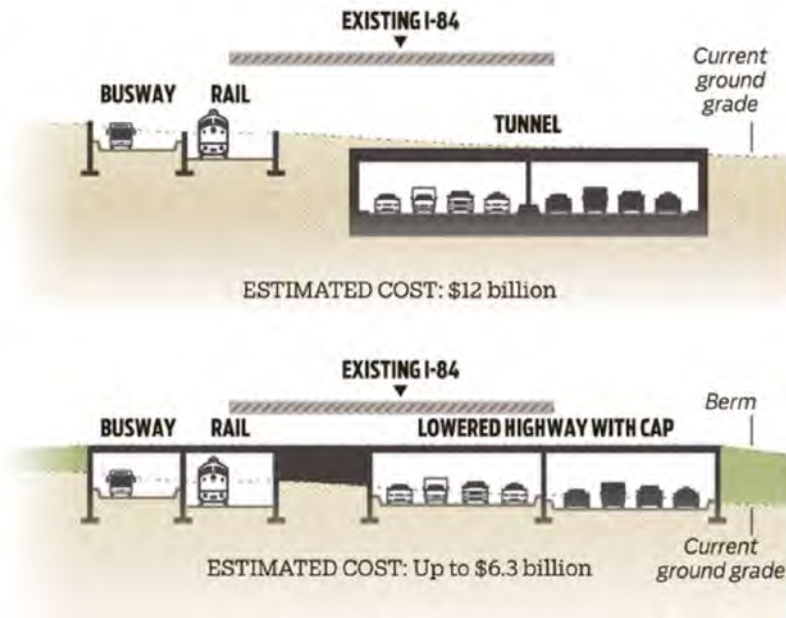 EXISTING I-84
Current
ground
grade
BUSWAY RAIL
TUNNEL
ESTIMATED COST: $12 billion
EXISTING I-84
Berm
BUSWAY RAIL LOWERED HIGHWAY WITH CAP
Current
ground grade
ESTIMATED COST: Up to $6.3 billion